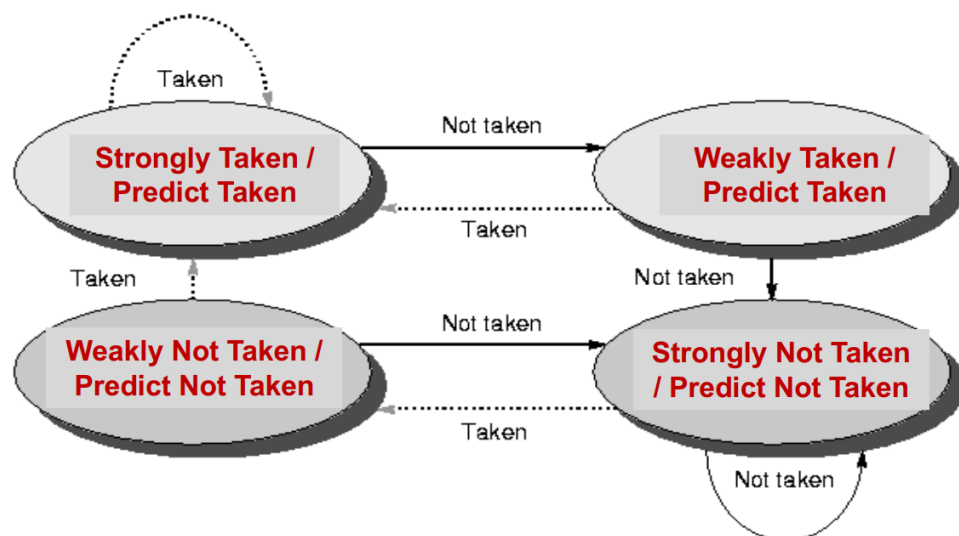 Taken
Not taken
Strongly Taken /
Predict Taken
Weakly Taken /
Predict Taken
Taken
Taken
Not taken
Not taken
Weakly Not Taken /
Predict Not Taken
Strongly Not Taken
/ Predict Not Taken
Taken
Not taken